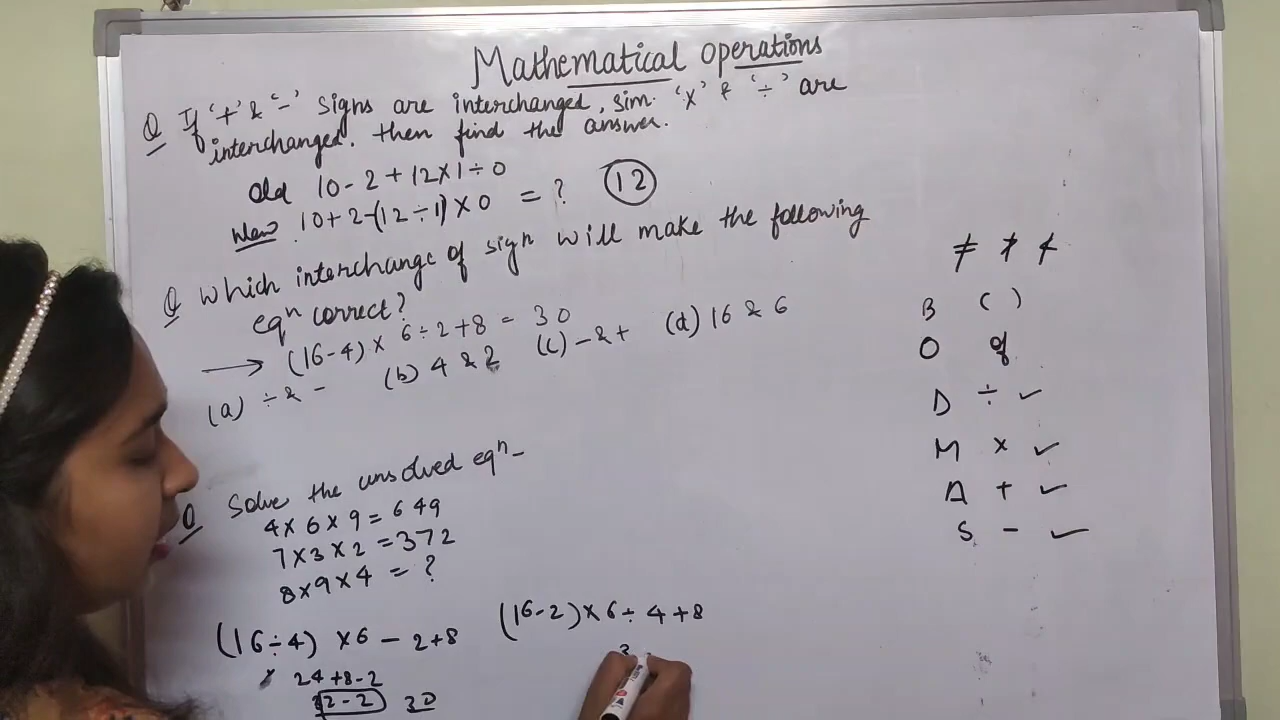 Mathematical operations
Q If '+' & '-' signs are interchanged, sim. 'x' & '÷' are
interchanged. then find the answer.
Old 10 - 2 + 12 x 1 ÷ 0
New 10 + 2 - (12 ÷ 1) x 0 = ? 12
Q Which interchange of sign will make the following
eqn correct?
→ (16 - 4) x 6 ÷ 2 + 8 = 30
(a) ÷ & - (b) 4 & 2 (c) - & + (d) 16 & 6
Q Solve the unsolved eqn -
4 x 6 x 9 = 649
7 x 3 x 2 = 372
8 x 9 x 4 = ?
(16 ÷ 4) x 6 - 2 + 8
24 + 8 - 2
32 - 2 30
(16 - 2) x 6 ÷ 4 + 8
3
≠ ≯ ≮
B ( )
O of
D ÷ ✓
M x ✓
A + ✓
S - ✓